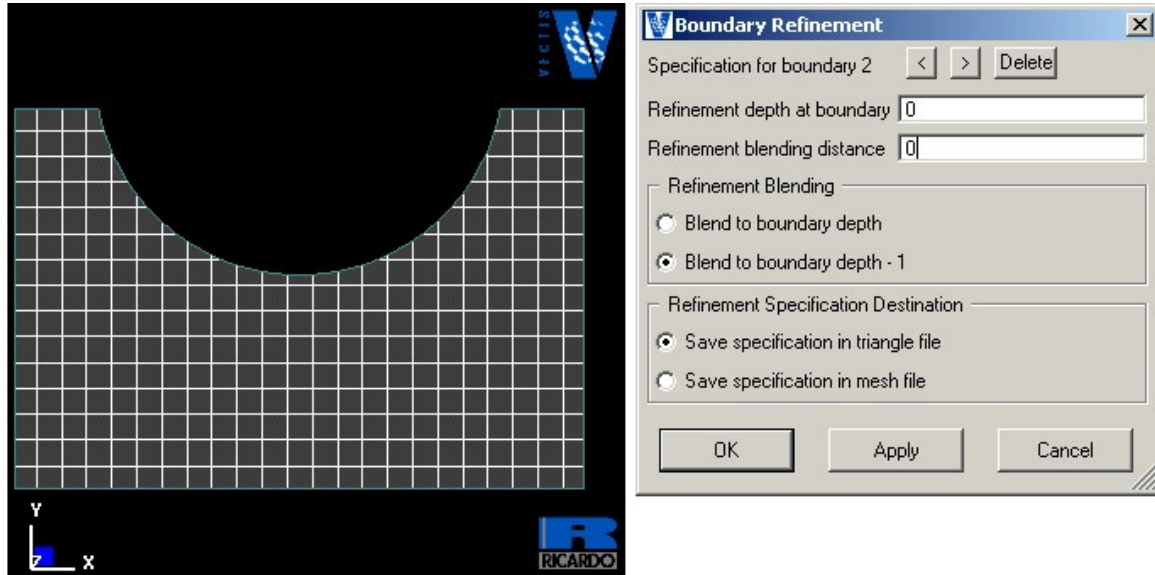 VECTIS
Y
Z X
RICARDO
Boundary Refinement
Specification for boundary 2 < > Delete
Refinement depth at boundary 0
Refinement blending distance 0
Refinement Blending
Blend to boundary depth
Blend to boundary depth - 1
Refinement Specification Destination
Save specification in triangle file
Save specification in mesh file
OK Apply Cancel